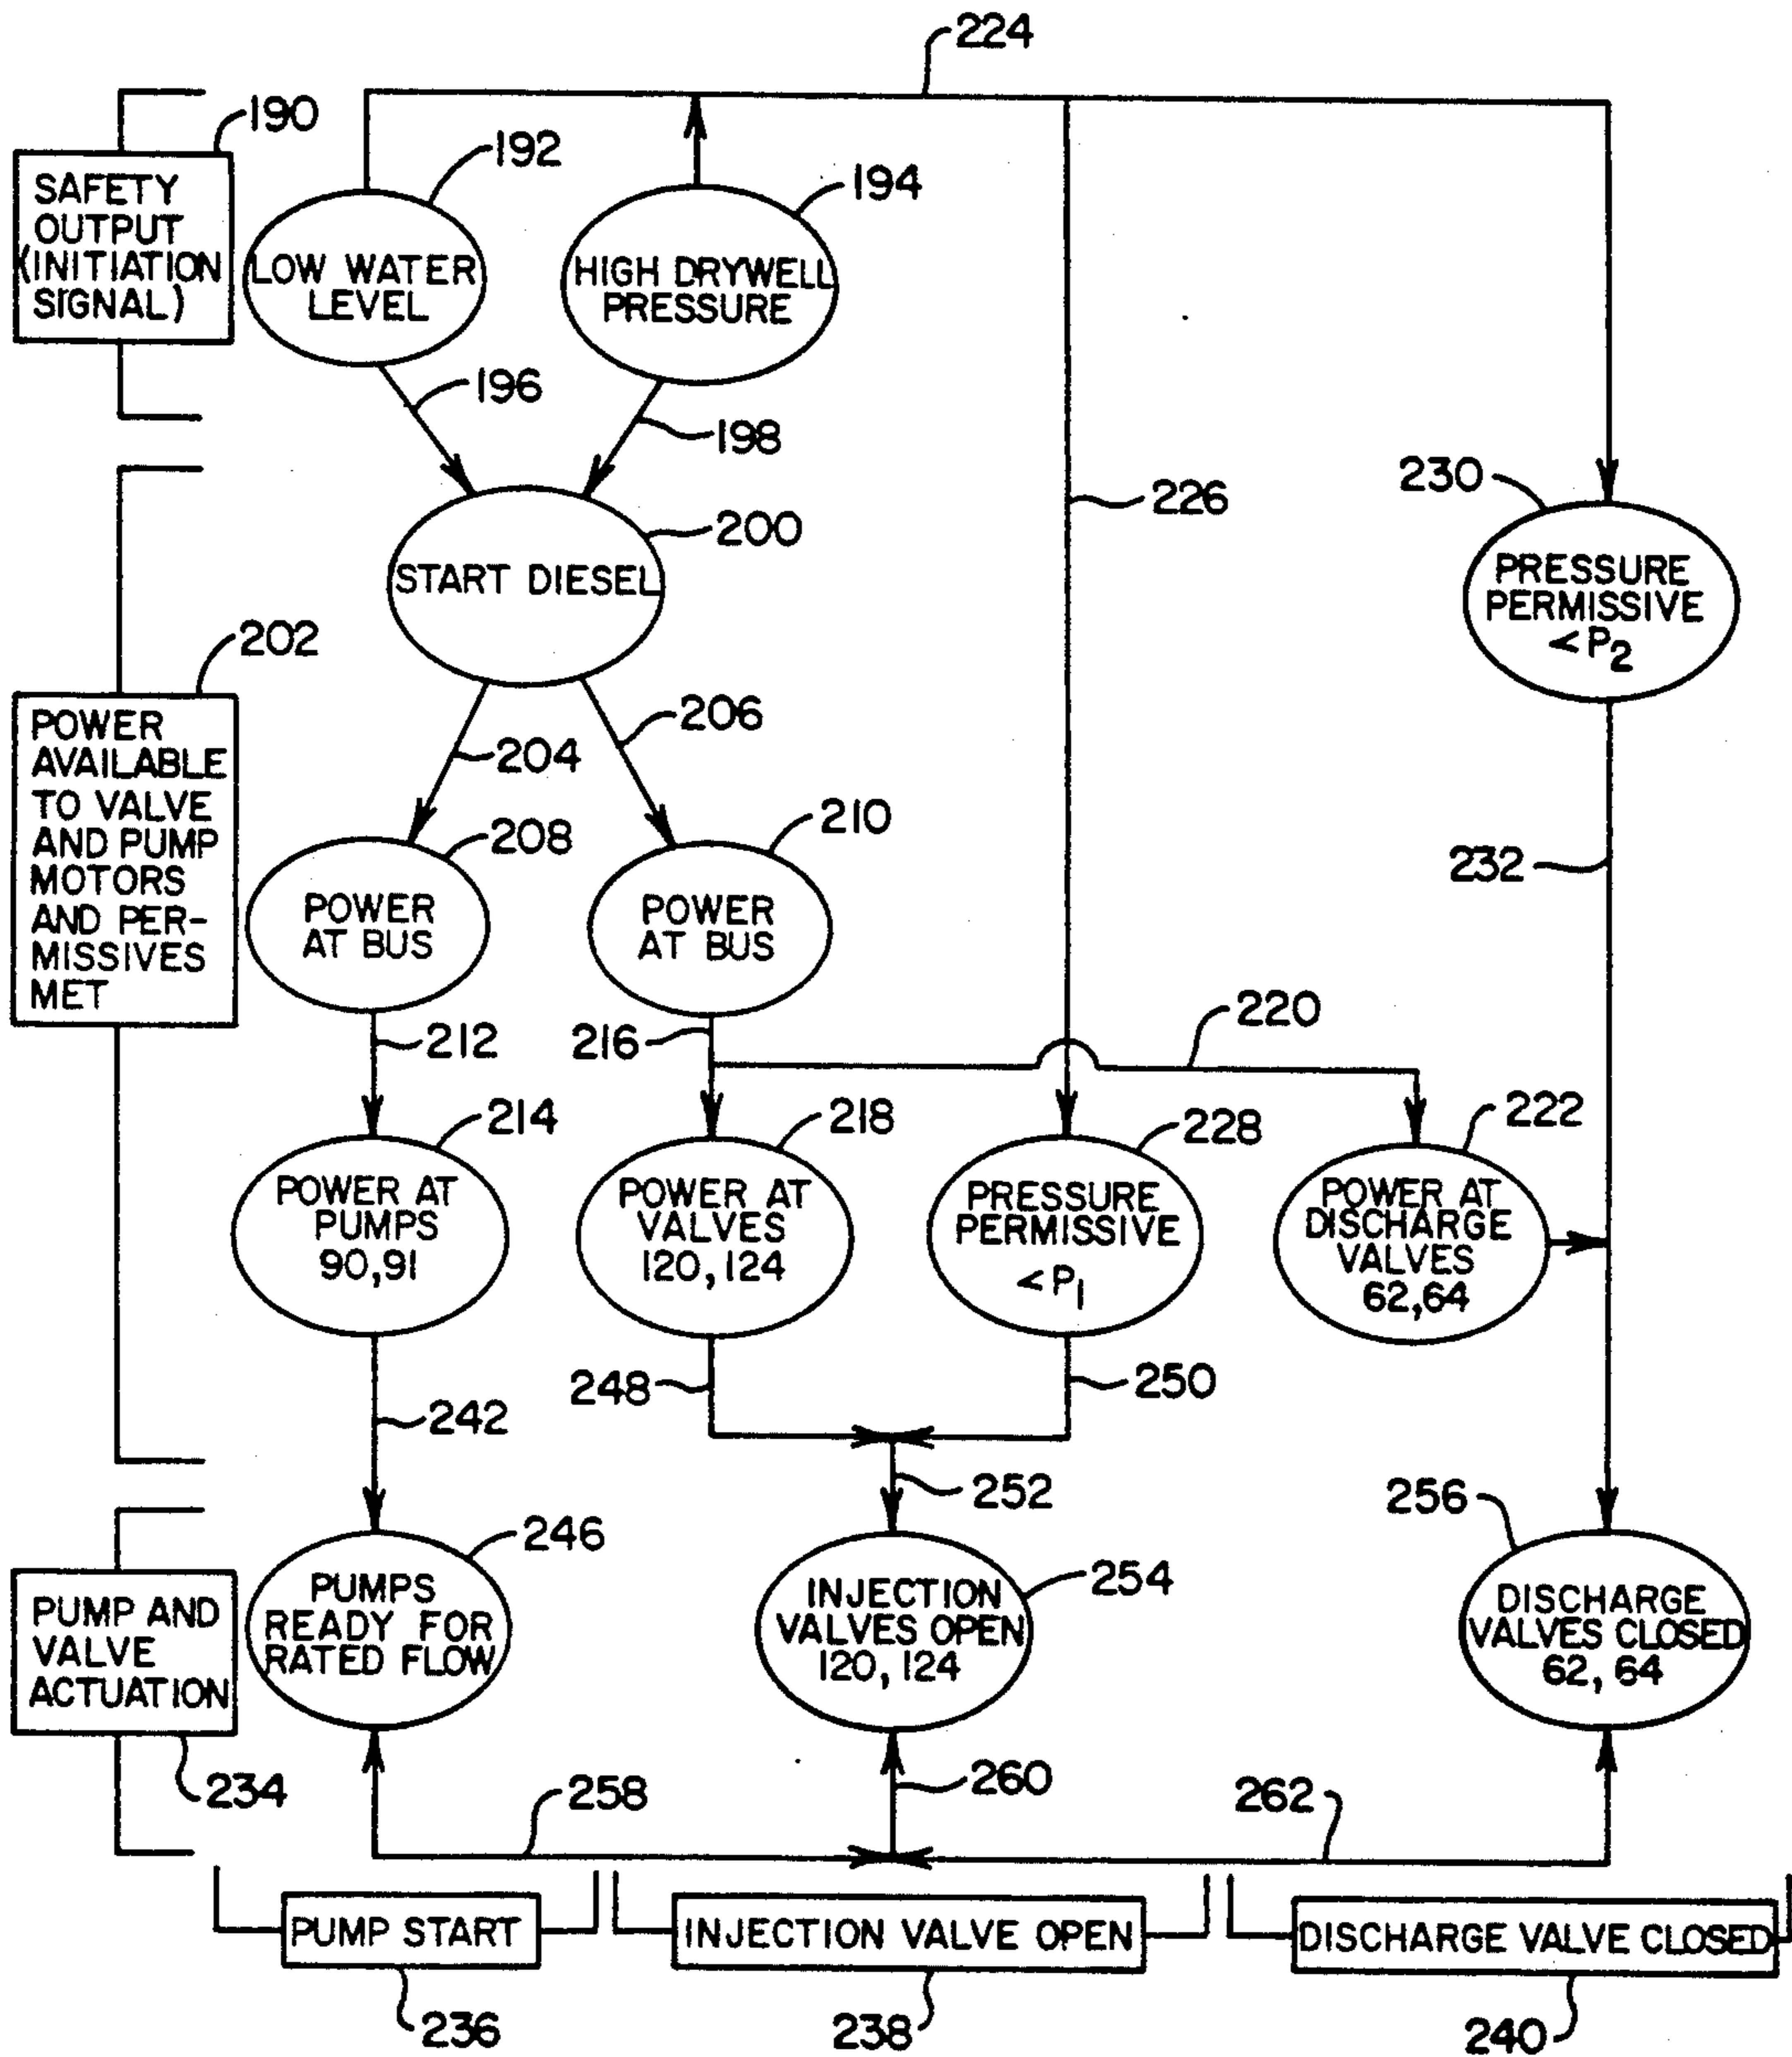 224
190
192
194
SAFETY
OUTPUT
(INITIATION
SIGNAL)
LOW WATER
LEVEL
HIGH DRYWELL
PRESSURE
196
198
226
230
200
START DIESEL
PRESSURE
PERMISSIVE
< P2
202
POWER
AVAILABLE
TO VALVE
AND PUMP
MOTORS
AND PER-
MISSIVES
MET
204
206
208
210
232
POWER
AT BUS
POWER
AT BUS
212
216
220
214
218
228
222
POWER AT
PUMPS
90,91
POWER AT
VALVES
120, 124
PRESSURE
PERMISSIVE
< P1
POWER AT
DISCHARGE
VALVES
62,64
242
248
250
252
246
254
256
PUMP AND
VALVE
ACTUATION
PUMPS
READY FOR
RATED FLOW
INJECTION
VALVES OPEN
120, 124
DISCHARGE
VALVES CLOSED
62, 64
234
258
260
262
PUMP START
INJECTION VALVE OPEN
DISCHARGE VALVE CLOSED
236
238
240